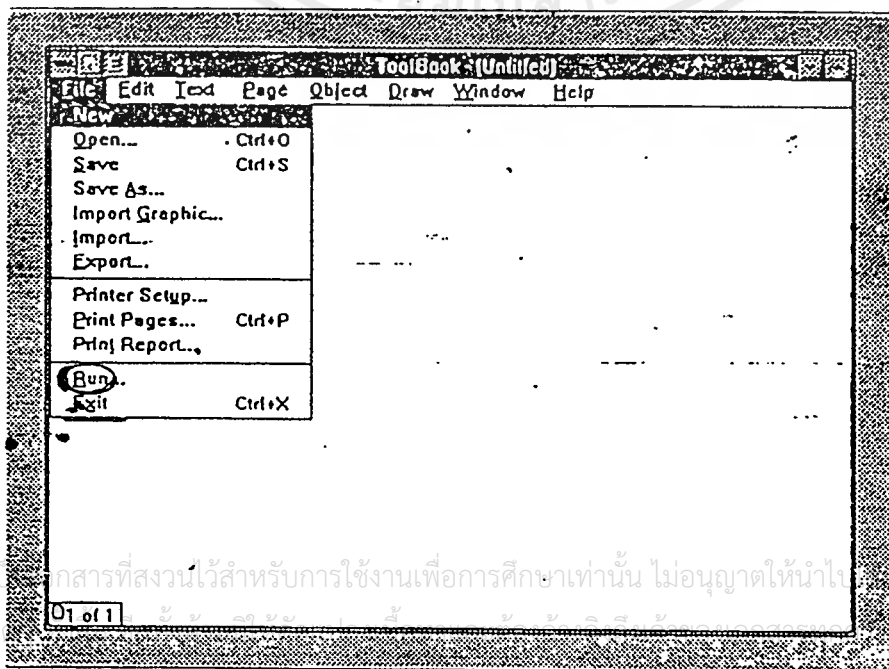 ToolBook - (Untitled)
File Edit Text Page Object Draw Window Help
New
Open... Ctrl+O
Save Ctrl+S
Save As...
Import Graphic...
Import...
Export...
Printer Setup...
Print Pages... Ctrl+P
Print Report...
Run...
Exit Ctrl+X
กสารที่สงวนไว้สำหรับการใช้งานเพื่อการศึกษาเท่านั้น ไม่อนุญาตให้นำไป
1 of 1